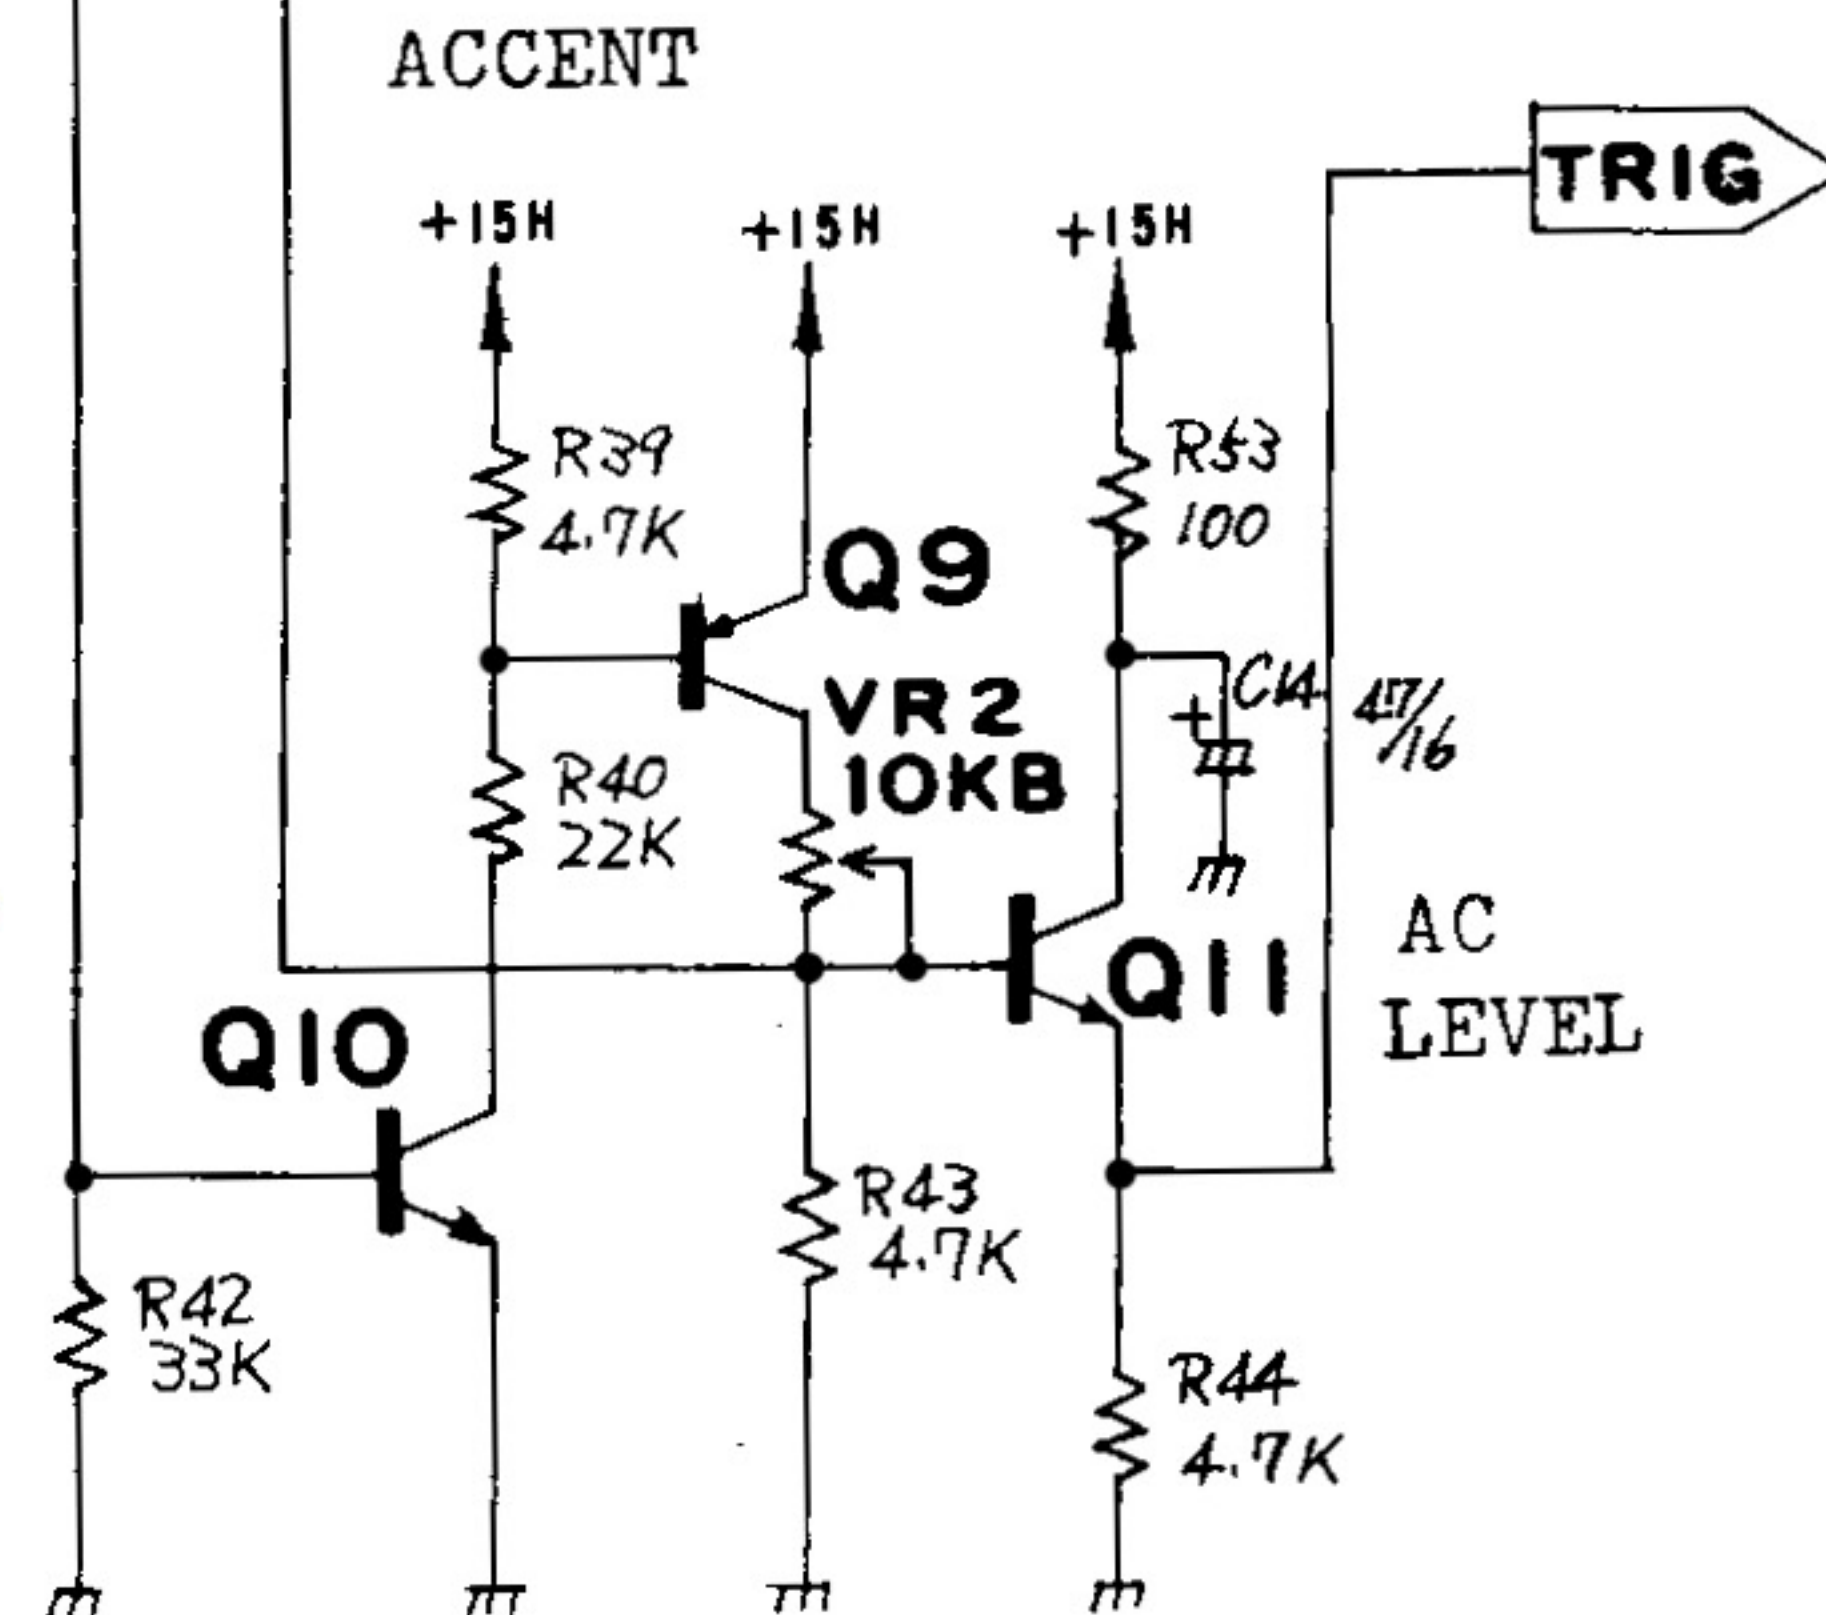 ACCENT
TRIG
+15H
+15H
+15H
R39
4.7K
R53
100
Q9
VR2
10KB
C14
+
47/16
R40
22K
Q11
AC
LEVEL
Q10
R43
4.7K
R42
33K
R44
4.7K